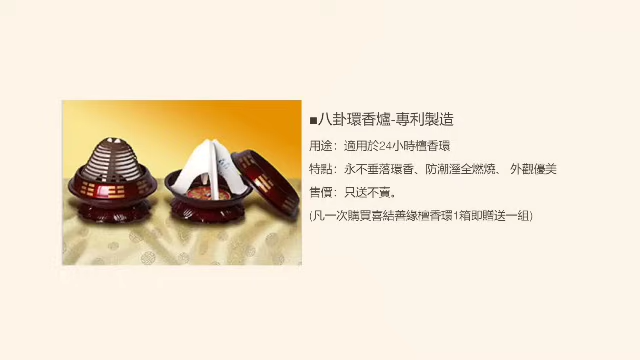 ■八卦環香爐-專利製造
用途：適用於24小時檀香環
特點：永不垂落環香、防潮溼全燃燒、 外觀優美
售價：只送不賣。
(凡一次購買喜結善緣檀香環1箱即贈送一組)